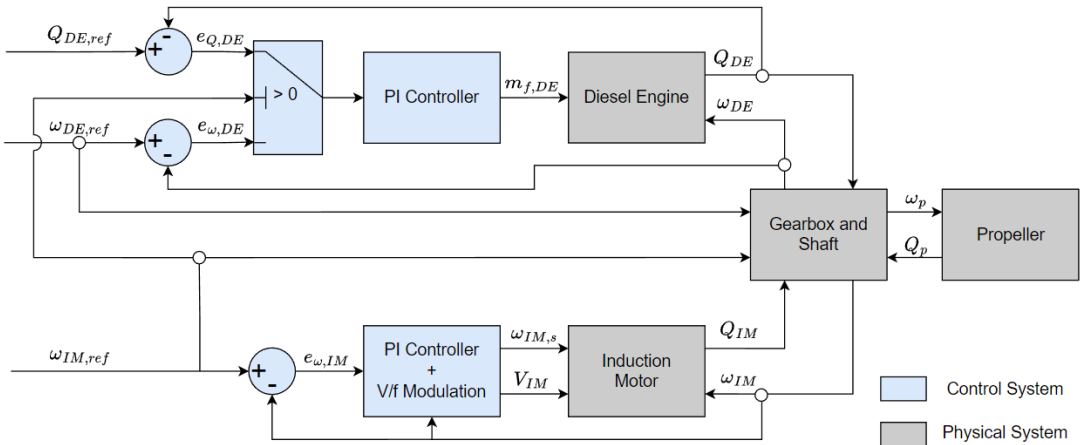 Q_{DE,ref}
+
-
e_{Q,DE}
> 0
PI Controller
m_{f,DE}
Diesel Engine
Q_{DE}
ω_{DE}
ω_{DE,ref}
+
-
e_{ω,DE}
Gearbox and
Shaft
ω_p
Q_p
Propeller
ω_{IM,ref}
+
-
e_{ω,IM}
PI Controller
+
V/f Modulation
ω_{IM,s}
V_{IM}
Induction
Motor
Q_{IM}
ω_{IM}
Control System
Physical System